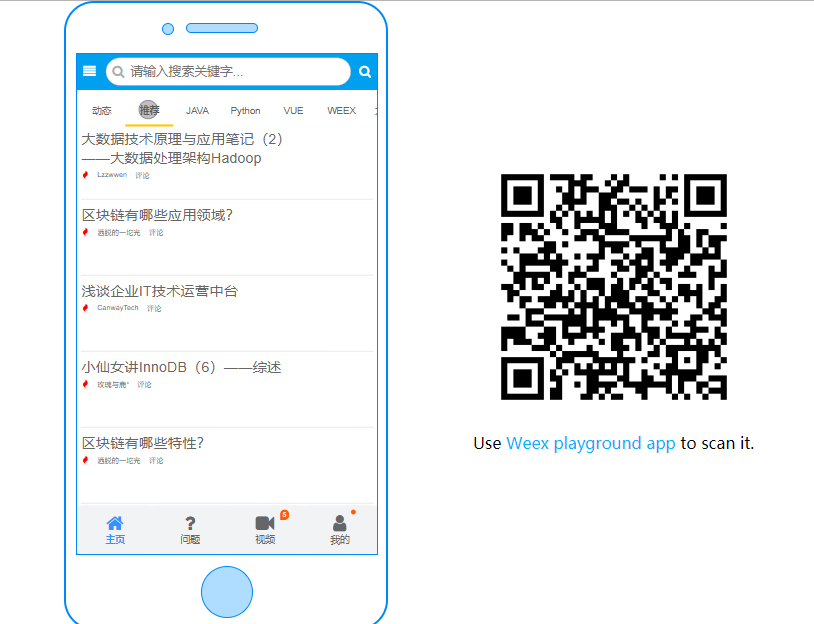 请输入搜索关键字...
动态 推荐 JAVA Python VUE WEEX
大数据技术原理与应用笔记（2）
——大数据处理架构Hadoop
Lzzwwen 评论
区块链有哪些应用领域?
洒脱的一坨光 评论
浅谈企业IT技术运营中台
CanwayTech 评论
小仙女讲InnoDB（6）——综述
玫瑰与鹿* 评论
区块链有哪些特性?
洒脱的一坨光 评论
5
主页 问题 视频 我的
Use Weex playground app to scan it.